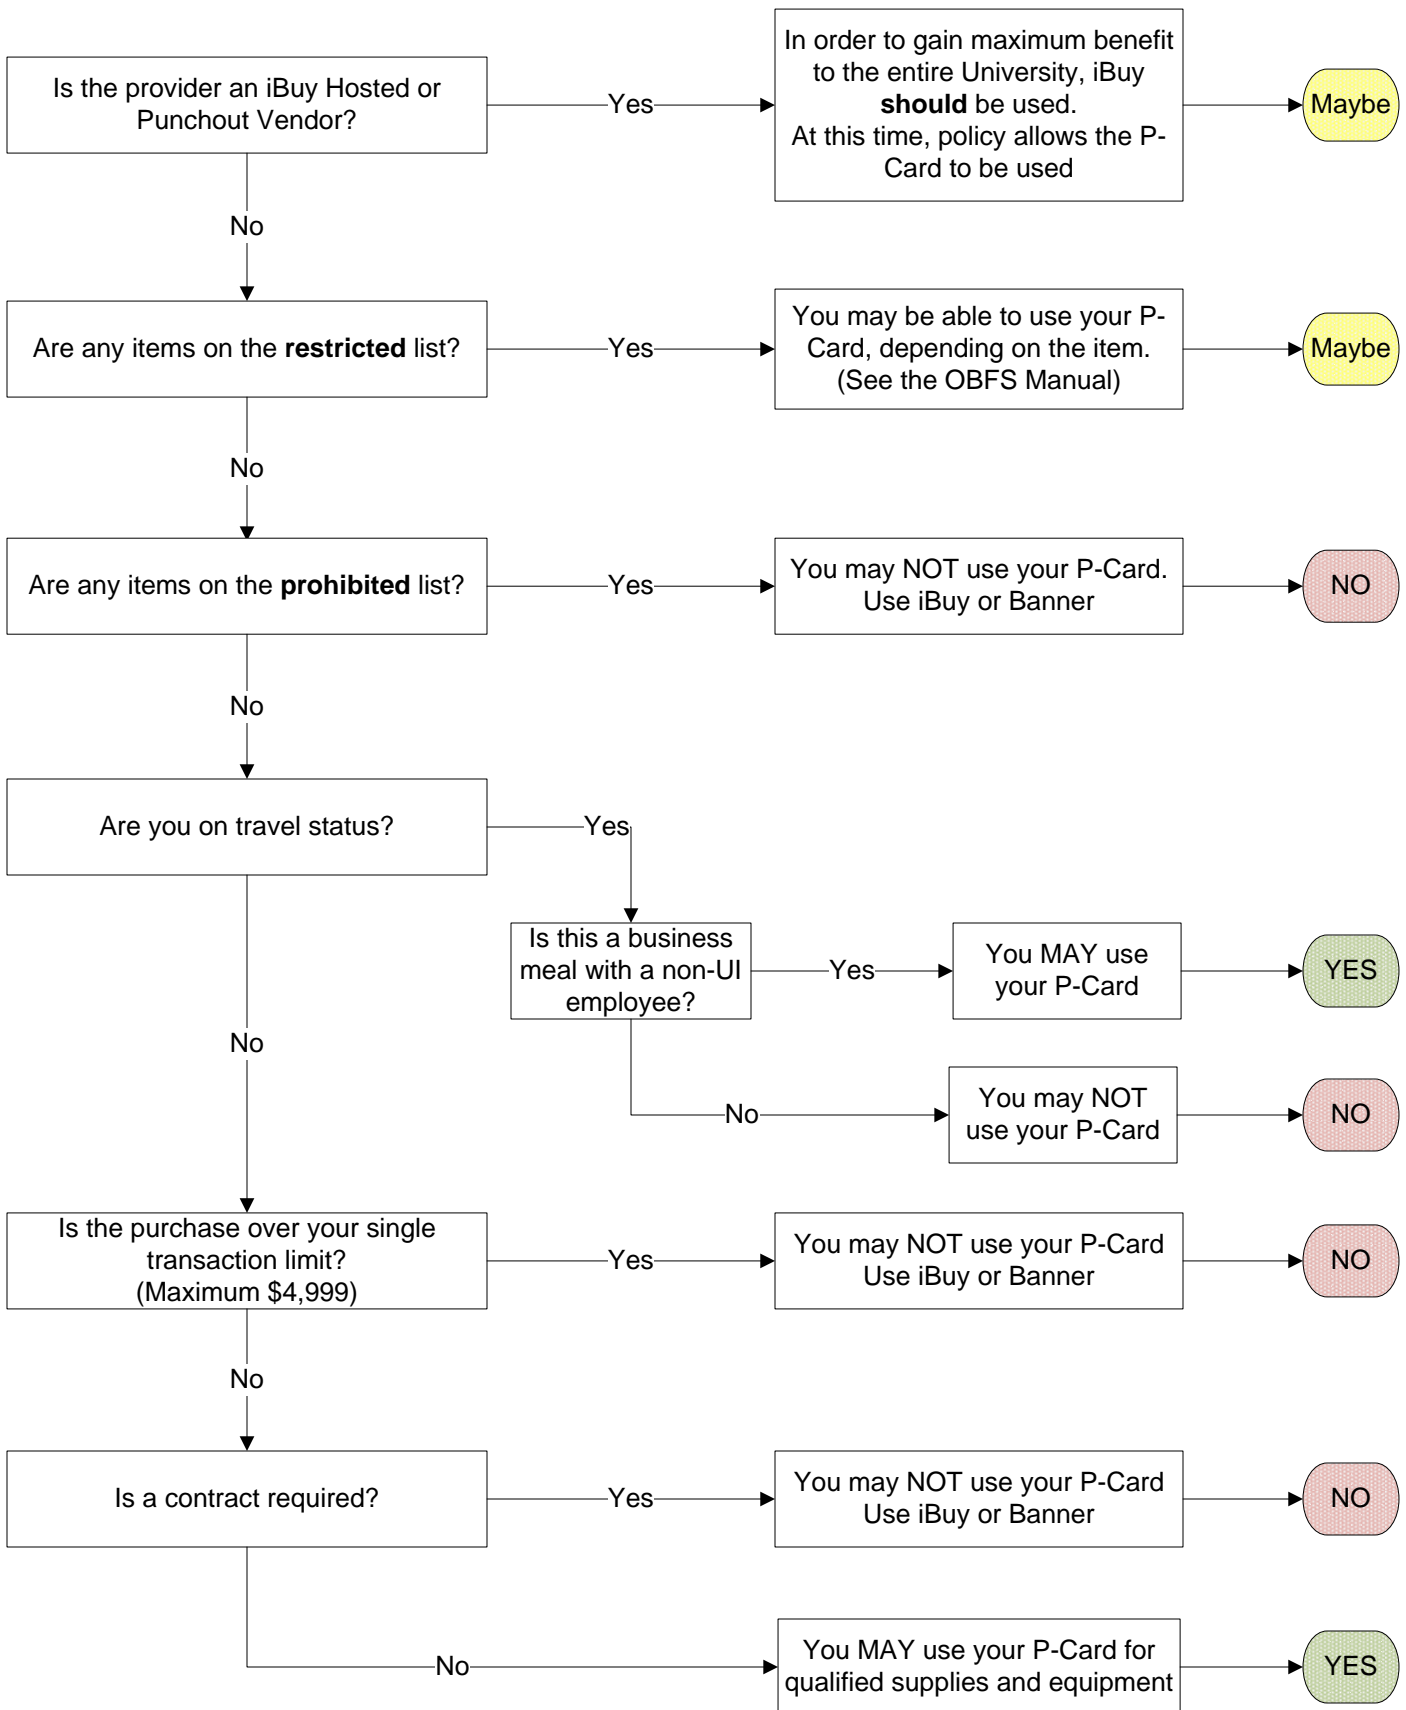 Is the provider an iBuy Hosted or
Punchout Vendor?
Yes
In order to gain maximum benefit
to the entire University, iBuy
should be used.
At this time, policy allows the P-
Card to be used
Maybe
No
Are any items on the restricted list?
Yes
You may be able to use your P-
Card, depending on the item.
(See the OBFS Manual)
Maybe
No
Are any items on the prohibited list?
Yes
You may NOT use your P-Card.
Use iBuy or Banner
NO
No
Are you on travel status?
Yes
Is this a business
meal with a non-UI
employee?
Yes
You MAY use
your P-Card
YES
No
No
You may NOT
use your P-Card
NO
Is the purchase over your single
transaction limit?
(Maximum $4,999)
Yes
You may NOT use your P-Card
Use iBuy or Banner
NO
No
Is a contract required?
Yes
You may NOT use your P-Card
Use iBuy or Banner
NO
No
You MAY use your P-Card for
qualified supplies and equipment
YES